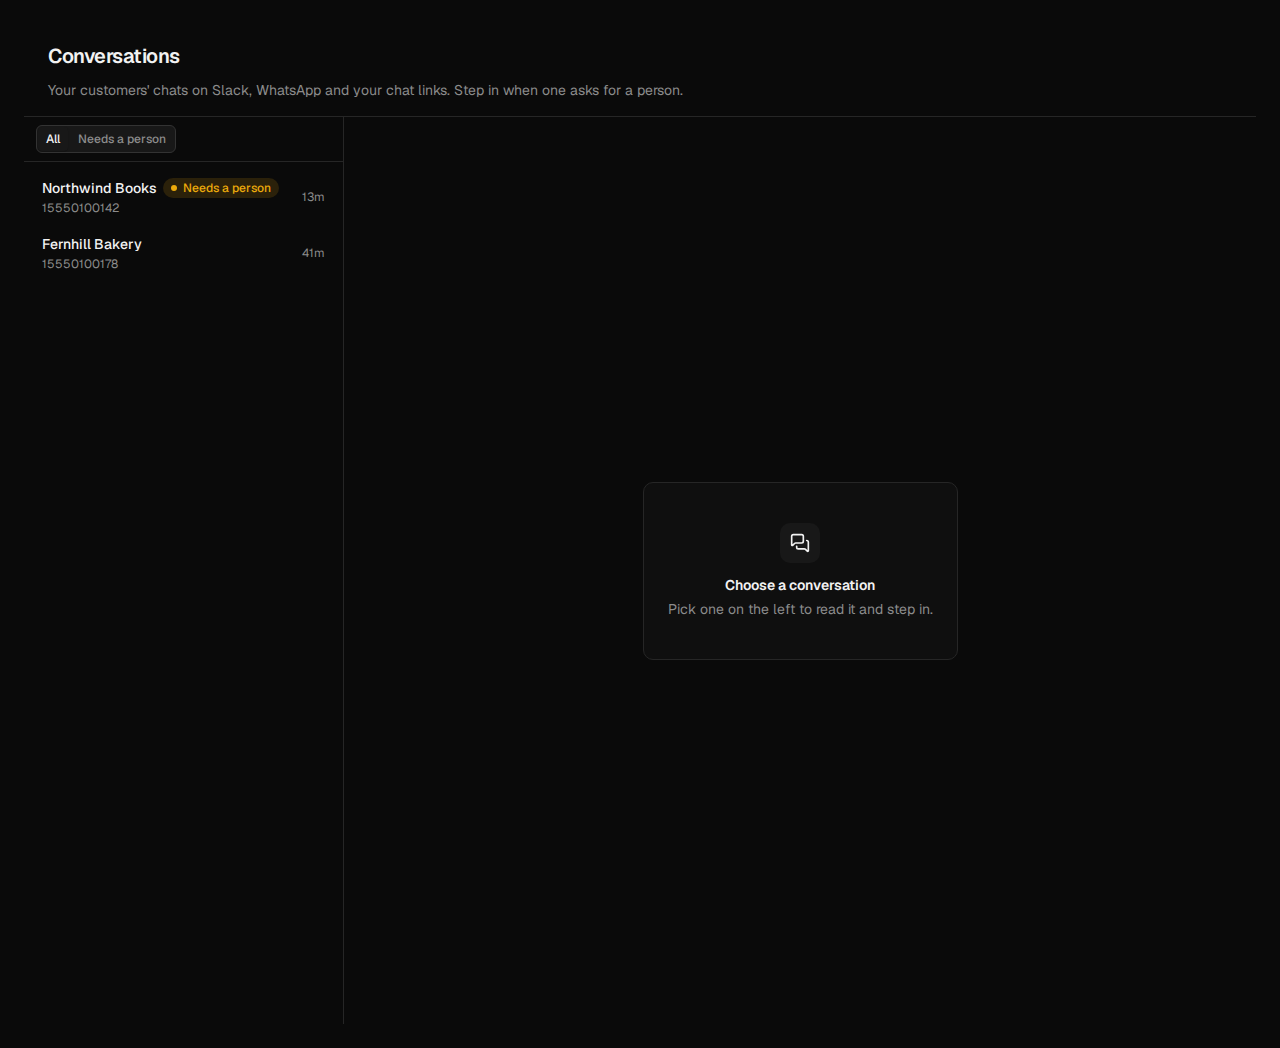 Conversations
Your customers' chats on Slack, WhatsApp and your chat links. Step in when one asks for a person.
All Needs a person
Northwind Books Needs a person
13m
15550100142
Fernhill Bakery
41m
15550100178
Choose a conversation
Pick one on the left to read it and step in.